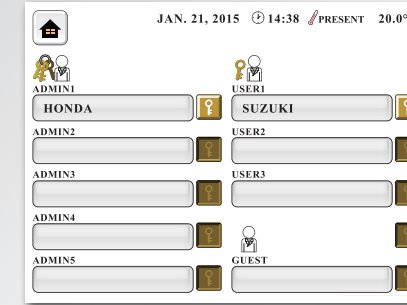 JAN. 21, 2015 14:38 PRESENT 20.0°
ADMIN1
HONDA
USER1
SUZUKI
ADMIN2
USER2
ADMIN3
USER3
ADMIN4
ADMIN5
GUEST